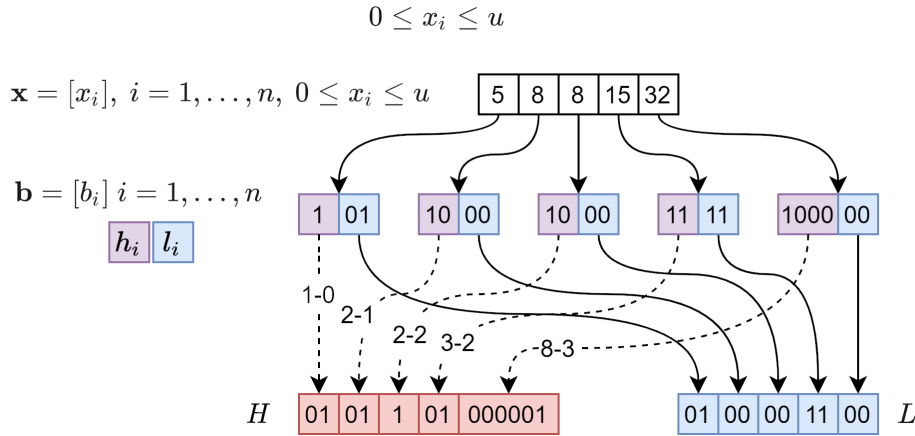 0 ≤ x_i ≤ u
x = [x_i], i = 1, . . . , n, 0 ≤ x_i ≤ u
5 8 8 15 32
b = [b_i] i = 1, . . . , n
1 01 10 00 10 00 11 11 1000 00
h_i l_i
1-0
2-1
2-2
3-2
8-3
H 01 01 1 01 000001
01 00 00 11 00 L